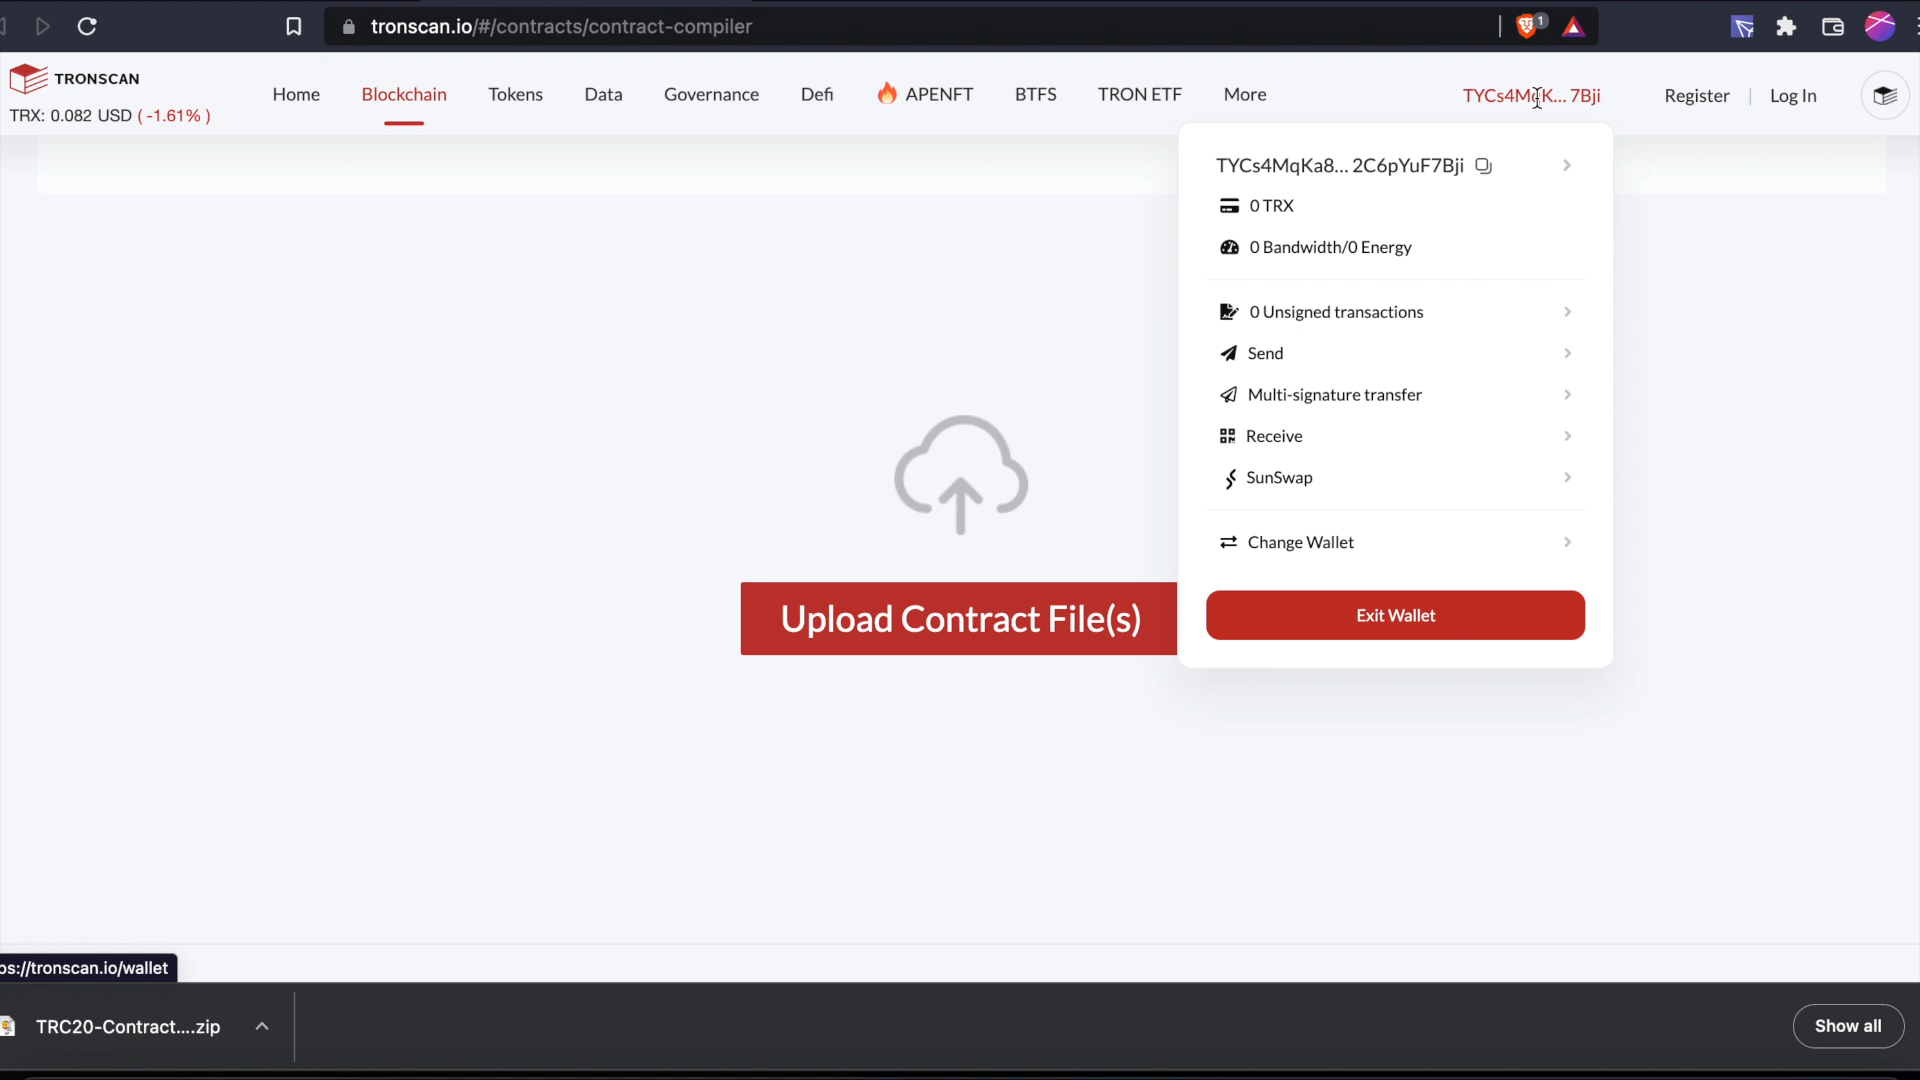 tronscan.io/#/contracts/contract-compiler
1
TRONSCAN
TRX: 0.082 USD ( -1.61% )
Home
Blockchain
Tokens
Data
Governance
Defi
APENFT
BTFS
TRON ETF
More
TYCs4MqK... 7Bji
Register
|
Log In
TYCs4MqKa8... 2C6pYuF7Bji
0 TRX
0 Bandwidth/0 Energy
0 Unsigned transactions
Send
Multi-signature transfer
Receive
SunSwap
Change Wallet
Exit Wallet
Upload Contract File(s)
ps://tronscan.io/wallet
TRC20-Contract....zip
Show all